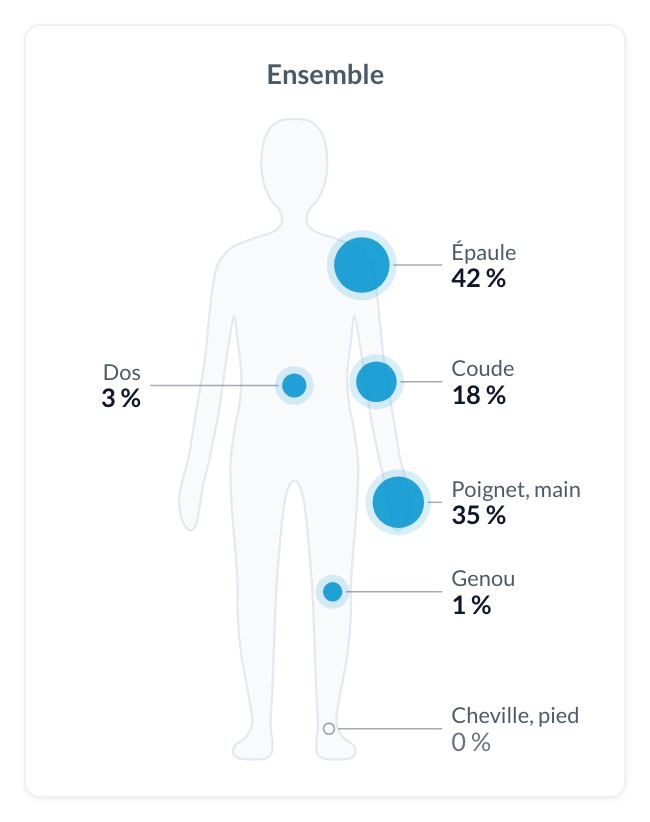 Ensemble
Épaule
42 %
Dos
3 %
Coude
18 %
Poignet, main
35 %
Genou
1 %
Cheville, pied
0 %